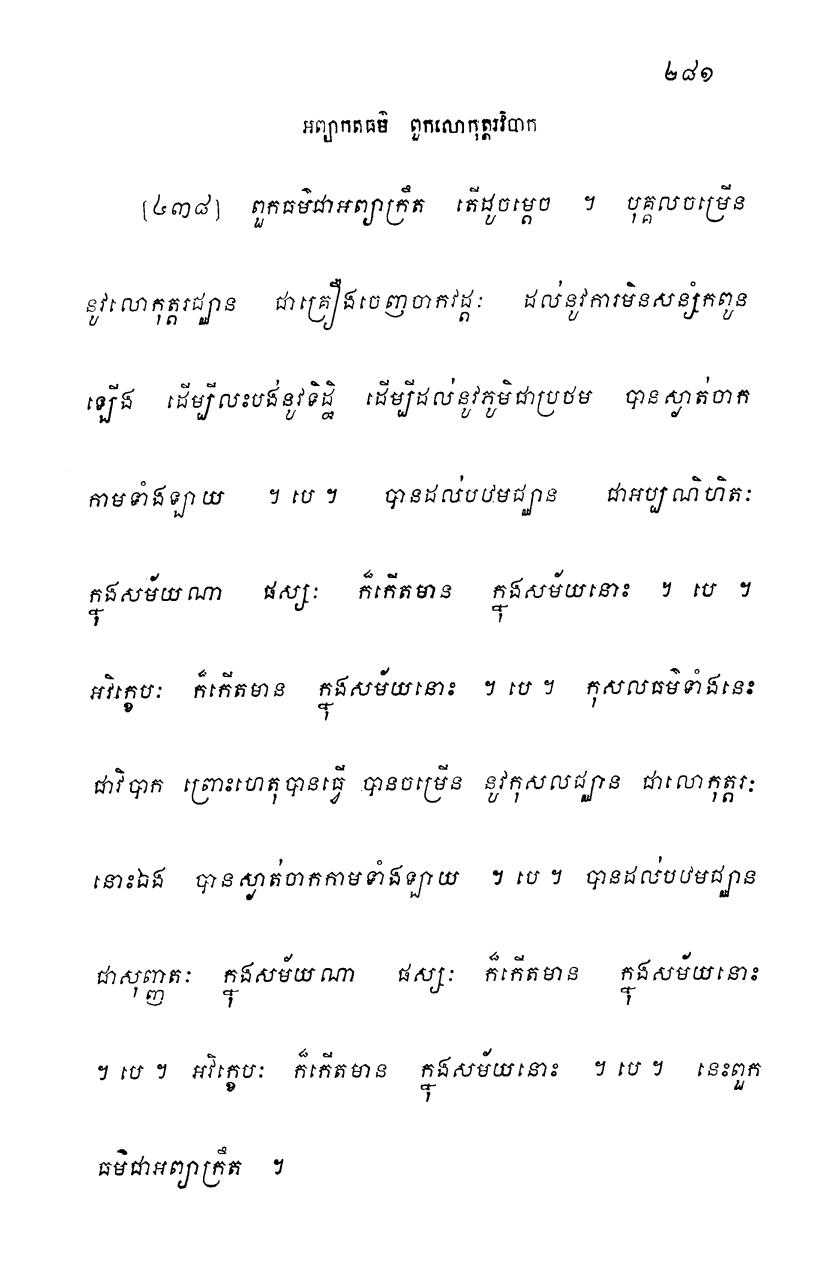 ២៨១
អព្យាកតធម៌ ពួកលោកុត្តរវិបាក
[៤៣៨] ពួកធម៌ជាអព្យាក្រឹត តើដូចម្តេច ។ បុគ្គលចម្រើន
នូវលោកុត្តរជ្ឈាន ជាគ្រឿងចេញចាកវដ្តៈ ដល់នូវការមិនសន្សំកពូន
ឡើង ដើម្បីលះបង់នូវទិដ្ឋិ ដើម្បីដល់នូវភូមិជាប្រថម បានស្ងាត់ចាក
កាមទាំងឡាយ ។ បេ ។ បានដល់បឋមជ្ឈាន ជាអប្បណិហិតៈ
ក្នុងសម័យណា ផស្សៈ ក៏កើតមាន ក្នុងសម័យនោះ ។ បេ ។
អវិក្ខេបៈ ក៏កើតមាន ក្នុងសម័យនោះ ។ បេ ។ កុសលធម៌ទាំងនេះ
ជាវិបាក ព្រោះហេតុបានធ្វើ បានចម្រើន នូវកុសលជ្ឈាន ជាលោកុត្តរៈ
នោះឯង បានស្ងាត់ចាកកាមទាំងឡាយ ។ បេ ។ បានដល់បឋមជ្ឈាន
ជាសុញ្ញតៈ ក្នុងសម័យណា ផស្សៈ ក៏កើតមាន ក្នុងសម័យនោះ
។ បេ ។ អវិក្ខេបៈ ក៏កើតមាន ក្នុងសម័យនោះ ។ បេ ។ នេះពួក
ធម៌ជាអព្យាក្រឹត ។